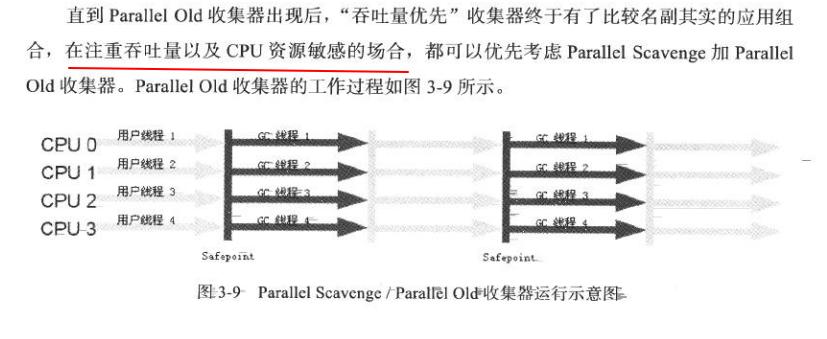 直到 Parallel Old 收集器出现后，“吞吐量优先”收集器终于有了比较名副其实的应用组
合，在注重吞吐量以及 CPU 资源敏感的场合，都可以优先考虑 Parallel Scavenge 加 Parallel
Old 收集器。Parallel Old 收集器的工作过程如图 3-9 所示。
CPU 0 用户线程 1 GC 线程 1 GC 线程 1
CPU 1 用户线程 2 GC 线程 2 GC 线程 2
CPU 2 用户线程 3 GC 线程 3 GC 线程 3
CPU 3 用户线程 4 GC 线程 4 GC 线程 4
Safepoint Safepoint
图 3-9 Parallel Scavenge / Parallel Old 收集器运行示意图